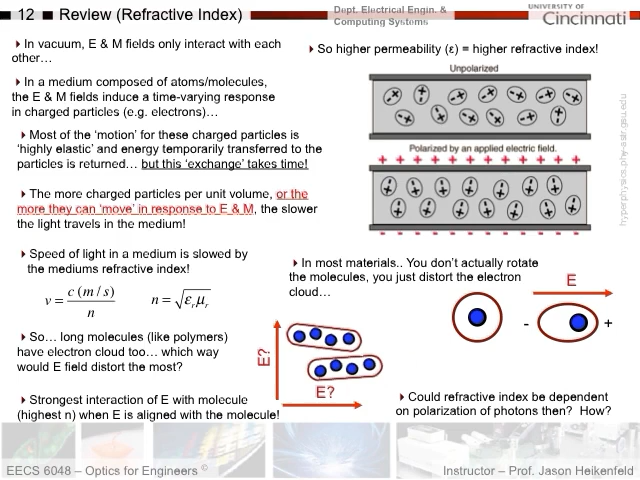 12 Review (Refractive Index)
Dept. Electrical Engin. &
Computing Systems
UNIVERSITY OF
Cincinnati
In vacuum, E & M fields only interact with each
other…
In a medium composed of atoms/molecules,
the E & M fields induce a time-varying response
in charged particles (e.g. electrons)…
Most of the ‘motion’ for these charged particles is
‘highly elastic’ and energy temporarily transferred to the
particles is returned… but this ‘exchange’ takes time!
The more charged particles per unit volume, or the
more they can ‘move’ in response to E & M, the slower
the light travels in the medium!
Speed of light in a medium is slowed by
the mediums refractive index!
v = c (m / s) / n
n = √εᵣμᵣ
So… long molecules (like polymers)
have electron cloud too… which way
would E field distort the most?
Strongest interaction of E with molecule
(highest n) when E is aligned with the molecule!
E?
E?
So higher permeability (ε) = higher refractive index!
Unpolarized
Polarized by an applied electric field.
+ + + + + + + + + + + + + +
- - - - - - - - - - - - - -
hyperphysics.phy-astr.gsu.edu
In most materials.. You don’t actually rotate
the molecules, you just distort the electron
cloud…
E
- +
Could refractive index be dependent
on polarization of photons then? How?
EECS 6048 – Optics for Engineers ©
Instructor – Prof. Jason Heikenfeld